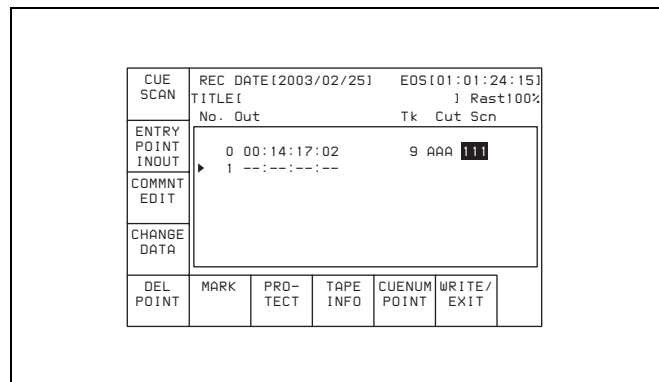 CUE
SCAN
REC DATE[2003/02/25] EOS[01:01:24:15]
TITLE[ ] Rast100%
No. Out Tk Cut Scn
ENTRY
POINT
INOUT
0 00:14:17:02 9 AAA 111
1 --:--:--:--
COMMNT
EDIT
CHANGE
DATA
DEL
POINT
MARK
PRO-
TECT
TAPE
INFO
CUENUM
POINT
WRITE/
EXIT